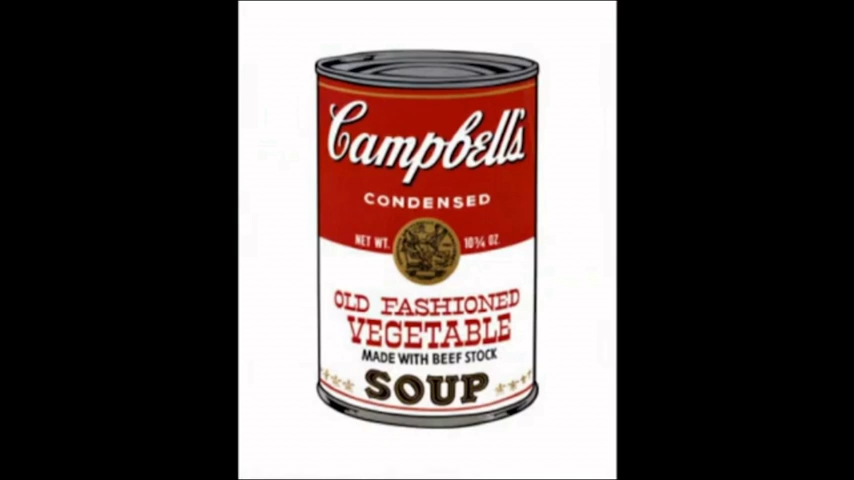 Campbell's
CONDENSED
NET WT. 10¾ OZ.
OLD FASHIONED
VEGETABLE
MADE WITH BEEF STOCK
SOUP